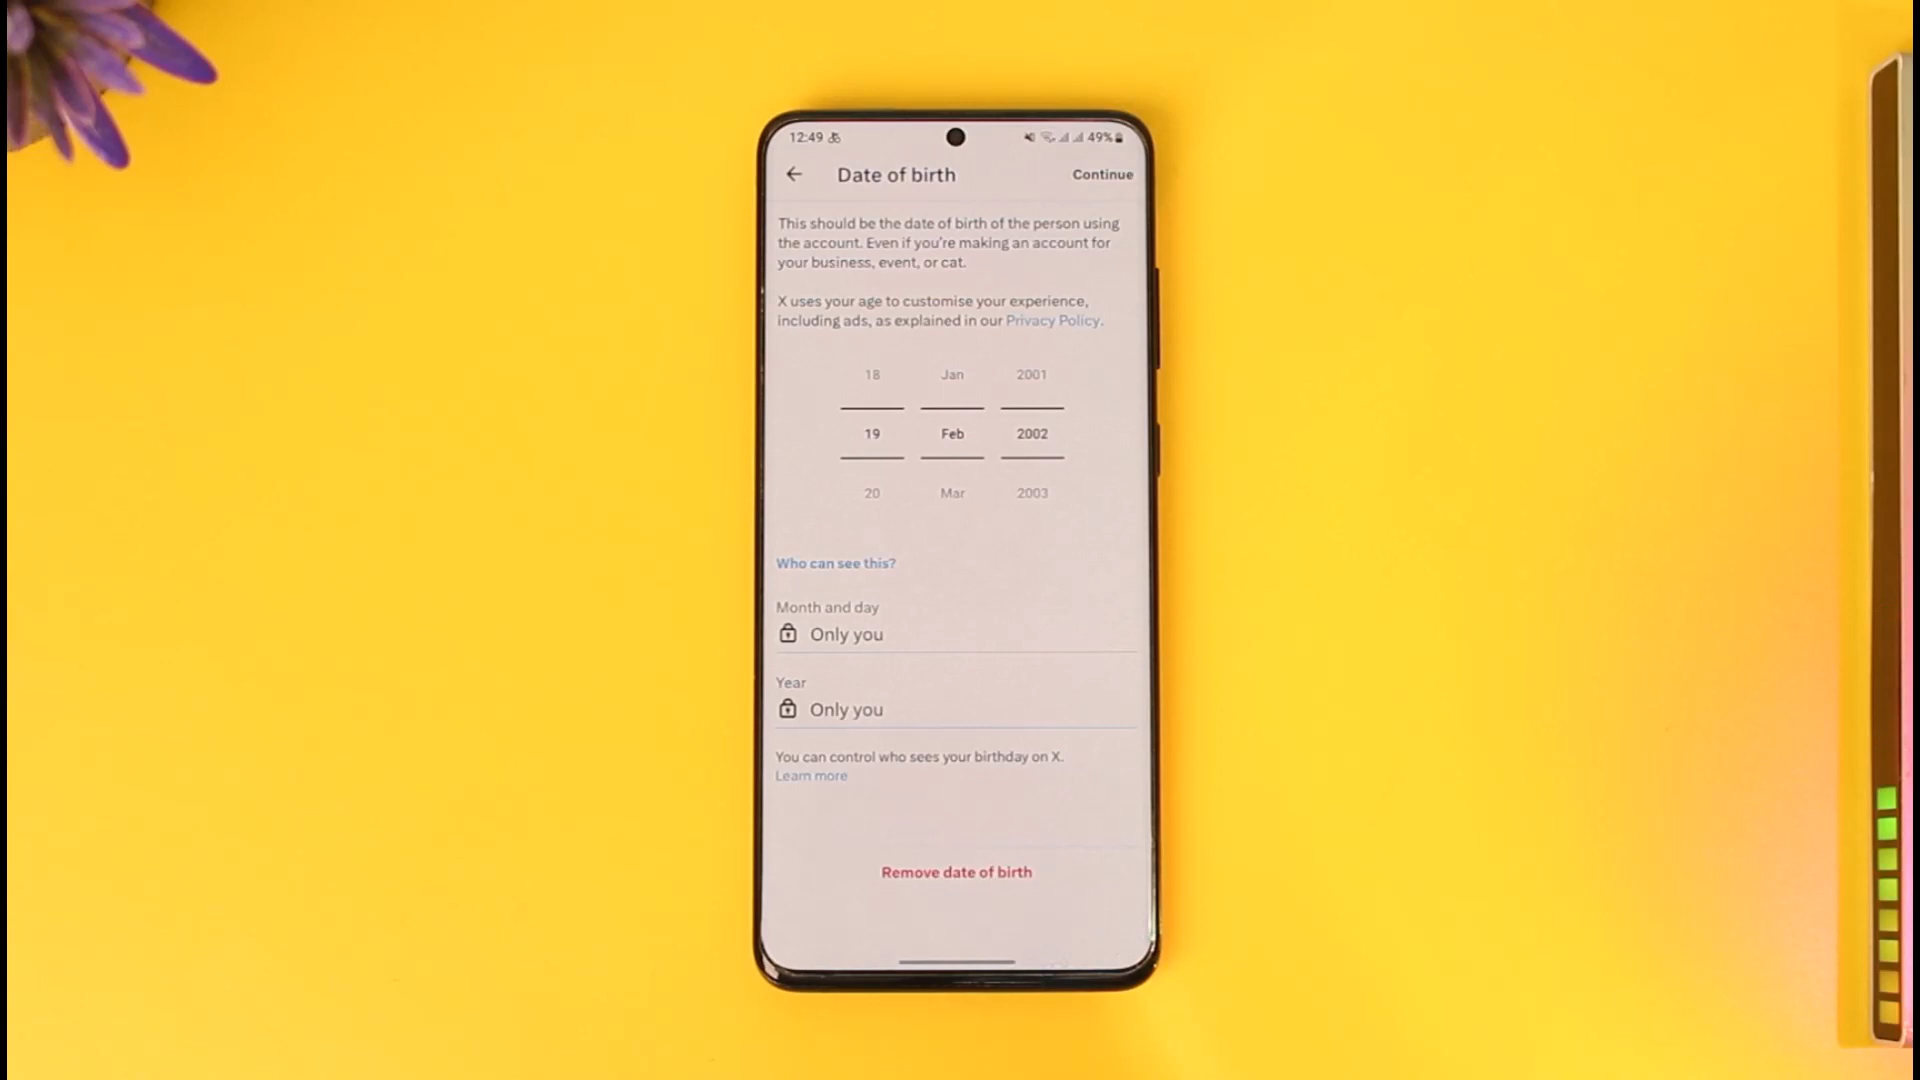 12:49 49%
Date of birth Continue
This should be the date of birth of the person using
the account. Even if you're making an account for
your business, event, or cat.
X uses your age to customise your experience,
including ads, as explained in our Privacy Policy.
18 Jan 2001
19 Feb 2002
20 Mar 2003
Who can see this?
Month and day
Only you
Year
Only you
You can control who sees your birthday on X.
Learn more
Remove date of birth